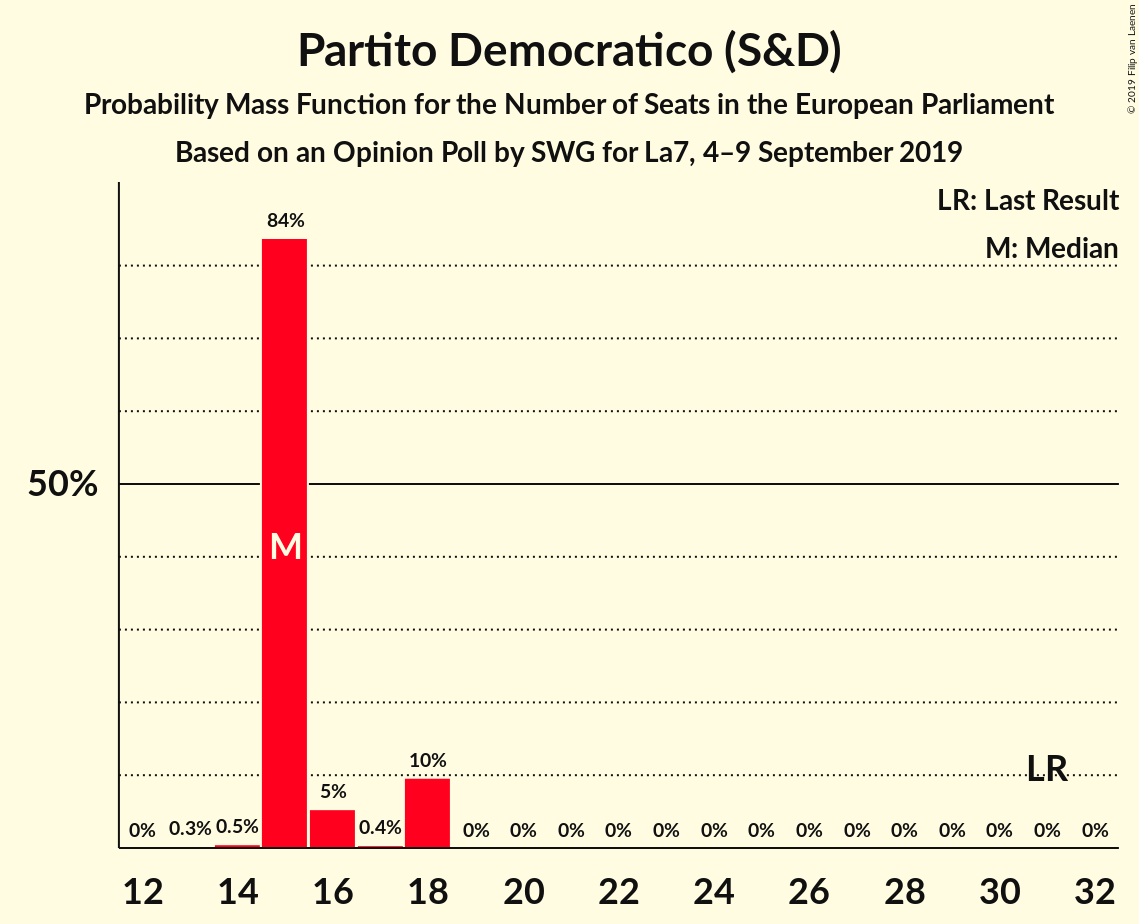 Partito Democratico (S&D)
Probability Mass Function for the Number of Seats in the European Parliament
Based on an Opinion Poll by SWG for La7, 4–9 September 2019
© 2019 Filip van Laenen
LR: Last Result
M: Median
84%
50%
M
10%
LR
5%
0% 0.3% 0.5% 0.4% 0% 0% 0% 0% 0% 0% 0% 0% 0% 0% 0% 0% 0% 0%
12 14 16 18 20 22 24 26 28 30 32